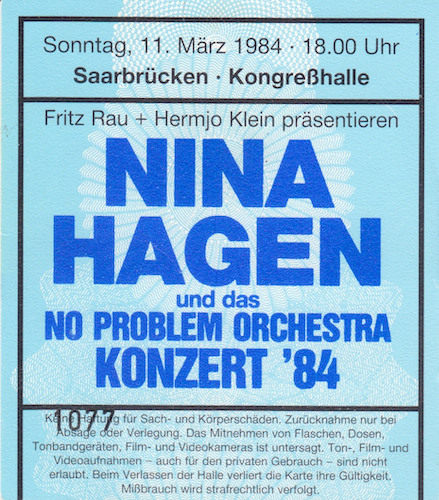 Sonntag, 11. März 1984 · 18.00 Uhr
Saarbrücken · Kongreßhalle
Fritz Rau + Hermjo Klein präsentieren
NINA
HAGEN
und das
NO PROBLEM ORCHESTRA
KONZERT '84
1077
Keine Haftung für Sach- und Körperschäden. Zurücknahme nur bei
Absage oder Verlegung. Das Mitnehmen von Flaschen, Dosen,
Tonbandgeräten, Film- und Videokameras ist untersagt. Ton-, Film- und
Videoaufnahmen – auch für den privaten Gebrauch – sind nicht
erlaubt. Beim Verlassen der Halle verliert die Karte ihre Gültigkeit.
Mißbrauch wird strafrechtlich verfolgt.